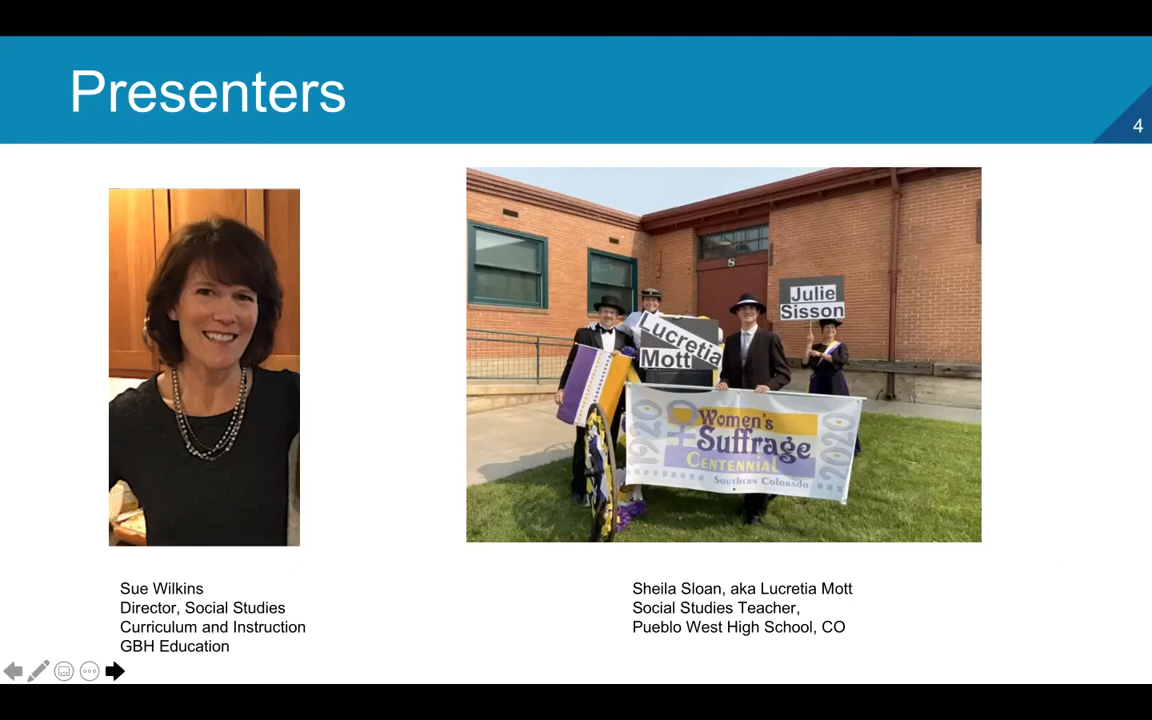 Presenters
4
S
Julie
Sisson
Lucretia
Mott
1920
Women's
Suffrage
Centennial
Southern Colorado
2020
Sue Wilkins
Director, Social Studies
Curriculum and Instruction
GBH Education
Sheila Sloan, aka Lucretia Mott
Social Studies Teacher,
Pueblo West High School, CO